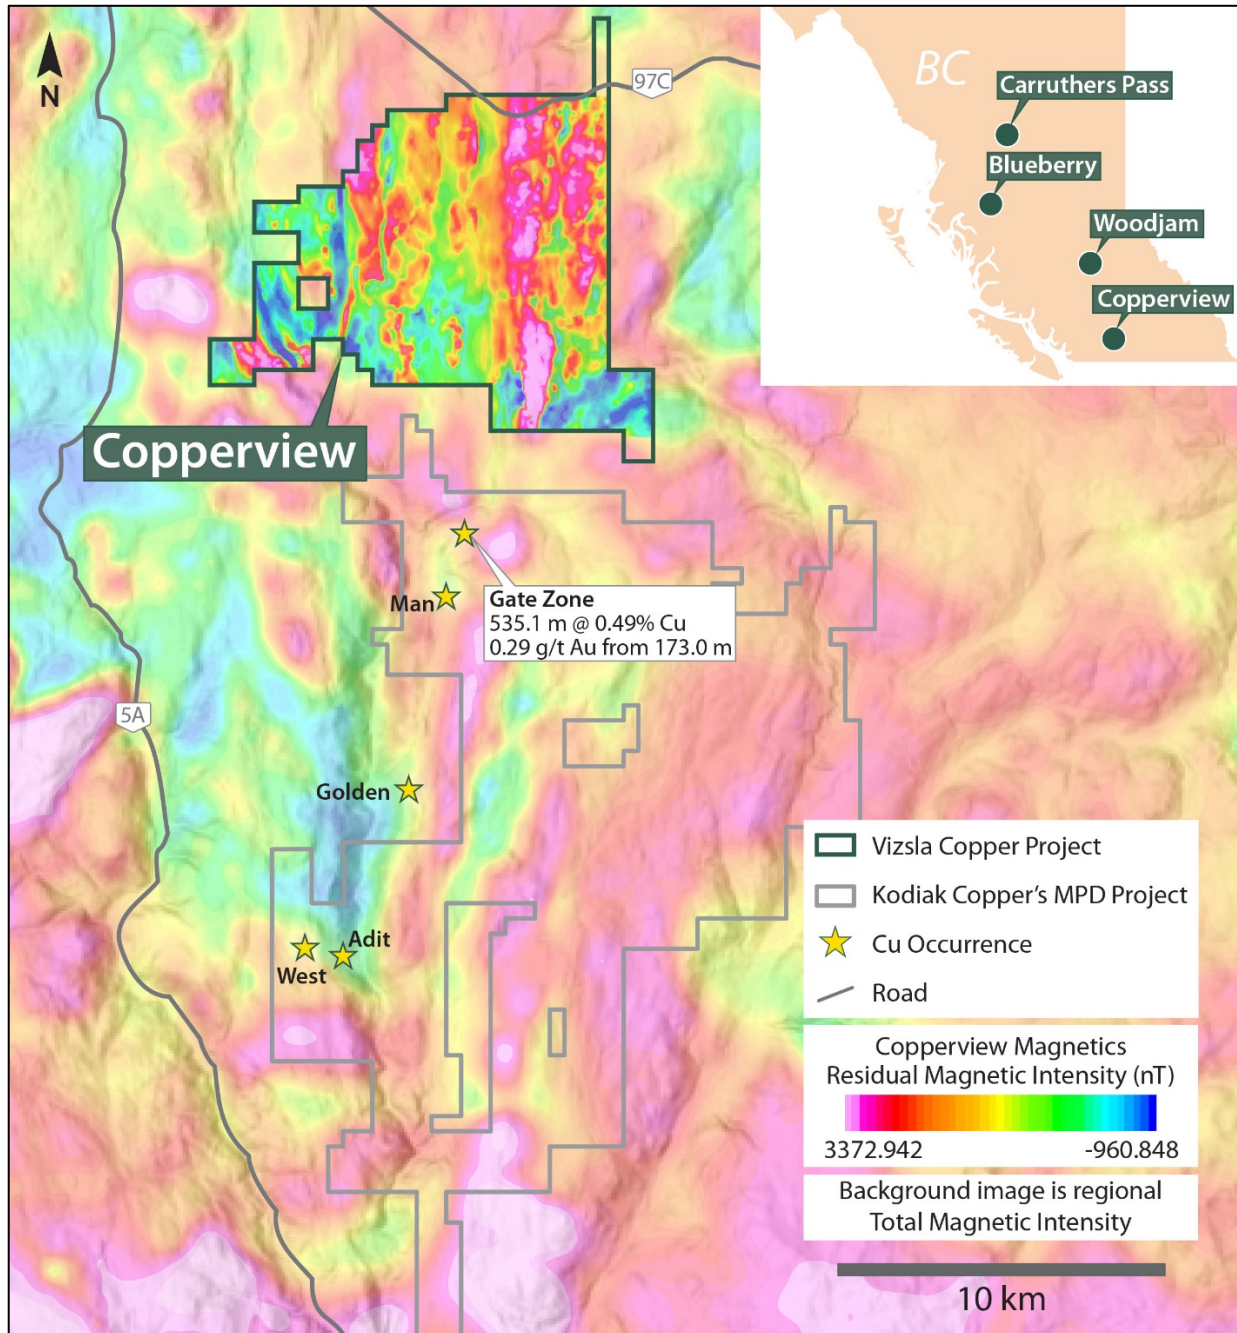 N
97C
BC
Carruthers Pass
Blueberry
Woodjam
Copperview
Copperview
Man
Gate Zone
535.1 m @ 0.49% Cu
0.29 g/t Au from 173.0 m
5A
Golden
Adit
West
Vizsla Copper Project
Kodiak Copper's MPD Project
Cu Occurrence
Road
Copperview Magnetics
Residual Magnetic Intensity (nT)
3372.942 -960.848
Background image is regional
Total Magnetic Intensity
10 km